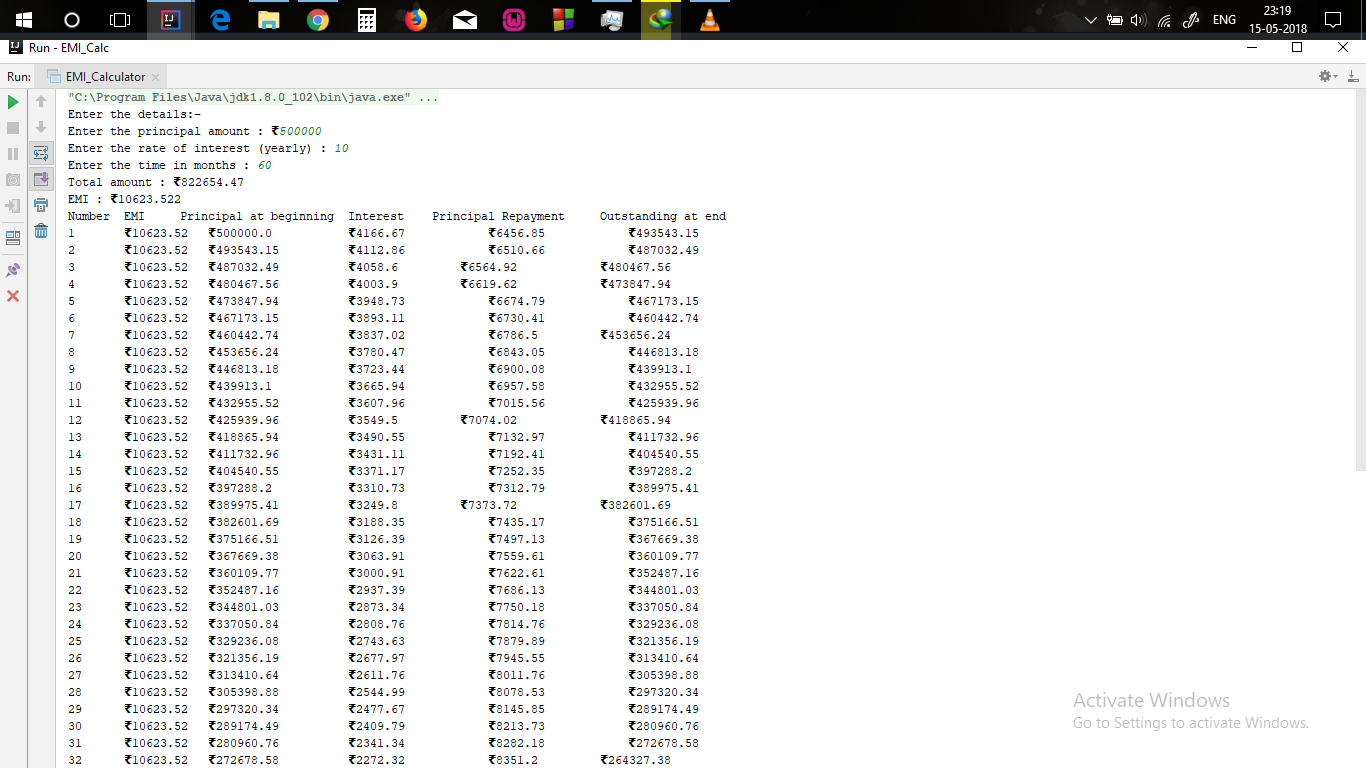 ENG
23:19
15-05-2018
Run - EMI_Calc
Run: EMI_Calculator
"C:\Program Files\Java\jdk1.8.0_102\bin\java.exe" ...
Enter the details:-
Enter the principal amount : ₹500000
Enter the rate of interest (yearly) : 10
Enter the time in months : 60
Total amount : ₹822654.47
EMI : ₹10623.522
Number EMI Principal at beginning Interest Principal Repayment Outstanding at end
1 ₹10623.52 ₹500000.0 ₹4166.67 ₹6456.85 ₹493543.15
2 ₹10623.52 ₹493543.15 ₹4112.86 ₹6510.66 ₹487032.49
3 ₹10623.52 ₹487032.49 ₹4058.6 ₹6564.92 ₹480467.56
4 ₹10623.52 ₹480467.56 ₹4003.9 ₹6619.62 ₹473847.94
5 ₹10623.52 ₹473847.94 ₹3948.73 ₹6674.79 ₹467173.15
6 ₹10623.52 ₹467173.15 ₹3893.11 ₹6730.41 ₹460442.74
7 ₹10623.52 ₹460442.74 ₹3837.02 ₹6786.5 ₹453656.24
8 ₹10623.52 ₹453656.24 ₹3780.47 ₹6843.05 ₹446813.18
9 ₹10623.52 ₹446813.18 ₹3723.44 ₹6900.08 ₹439913.1
10 ₹10623.52 ₹439913.1 ₹3665.94 ₹6957.58 ₹432955.52
11 ₹10623.52 ₹432955.52 ₹3607.96 ₹7015.56 ₹425939.96
12 ₹10623.52 ₹425939.96 ₹3549.5 ₹7074.02 ₹418865.94
13 ₹10623.52 ₹418865.94 ₹3490.55 ₹7132.97 ₹411732.96
14 ₹10623.52 ₹411732.96 ₹3431.11 ₹7192.41 ₹404540.55
15 ₹10623.52 ₹404540.55 ₹3371.17 ₹7252.35 ₹397288.2
16 ₹10623.52 ₹397288.2 ₹3310.73 ₹7312.79 ₹389975.41
17 ₹10623.52 ₹389975.41 ₹3249.8 ₹7373.72 ₹382601.69
18 ₹10623.52 ₹382601.69 ₹3188.35 ₹7435.17 ₹375166.51
19 ₹10623.52 ₹375166.51 ₹3126.39 ₹7497.13 ₹367669.38
20 ₹10623.52 ₹367669.38 ₹3063.91 ₹7559.61 ₹360109.77
21 ₹10623.52 ₹360109.77 ₹3000.91 ₹7622.61 ₹352487.16
22 ₹10623.52 ₹352487.16 ₹2937.39 ₹7686.13 ₹344801.03
23 ₹10623.52 ₹344801.03 ₹2873.34 ₹7750.18 ₹337050.84
24 ₹10623.52 ₹337050.84 ₹2808.76 ₹7814.76 ₹329236.08
25 ₹10623.52 ₹329236.08 ₹2743.63 ₹7879.89 ₹321356.19
26 ₹10623.52 ₹321356.19 ₹2677.97 ₹7945.55 ₹313410.64
27 ₹10623.52 ₹313410.64 ₹2611.76 ₹8011.76 ₹305398.88
28 ₹10623.52 ₹305398.88 ₹2544.99 ₹8078.53 ₹297320.34
29 ₹10623.52 ₹297320.34 ₹2477.67 ₹8145.85 ₹289174.49
30 ₹10623.52 ₹289174.49 ₹2409.79 ₹8213.73 ₹280960.76
31 ₹10623.52 ₹280960.76 ₹2341.34 ₹8282.18 ₹272678.58
32 ₹10623.52 ₹272678.58 ₹2272.32 ₹8351.2 ₹264327.38
Activate Windows
Go to Settings to activate Windows.